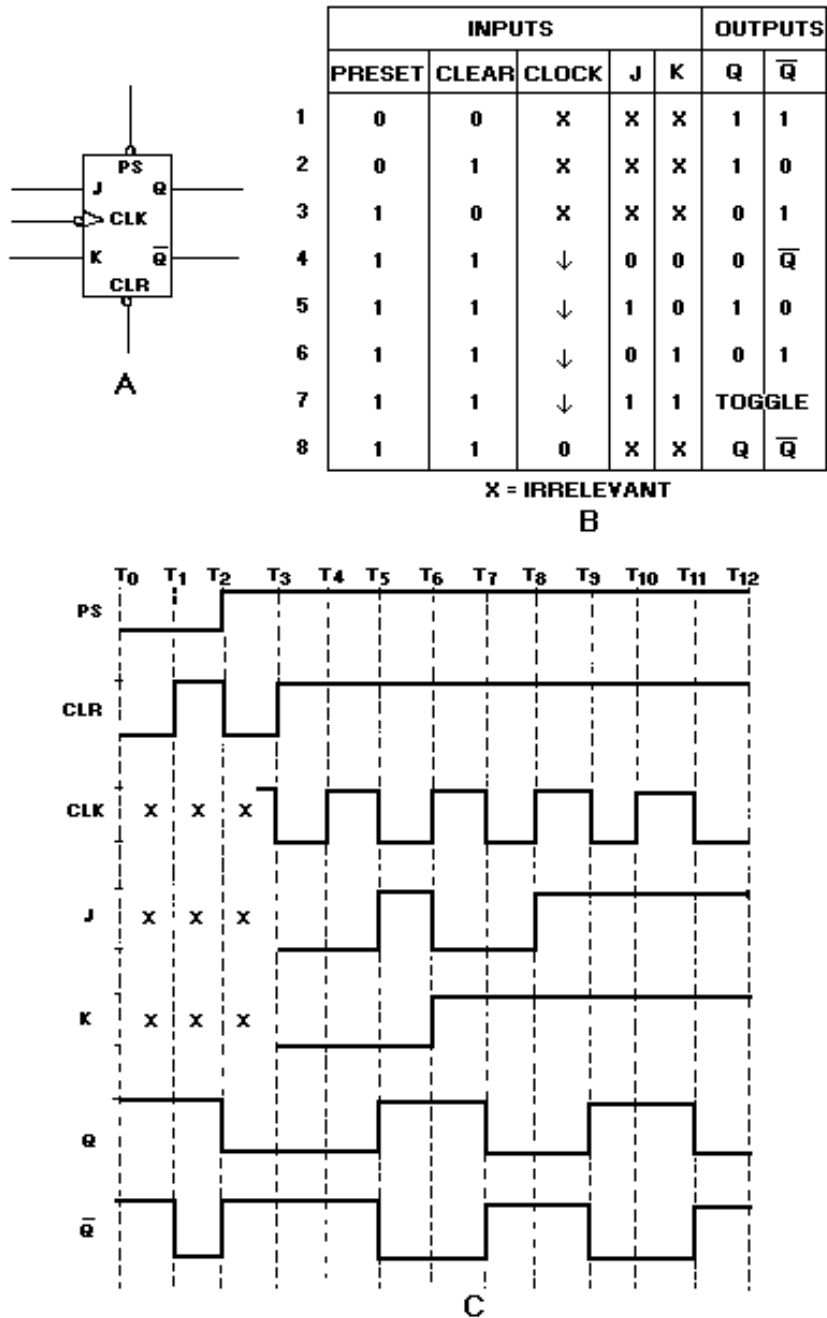 INPUTS OUTPUTS
PRESET CLEAR CLOCK J K Q Q̅
1 0 0 X X X 1 1
2 0 1 X X X 1 0
3 1 0 X X X 0 1
4 1 1 ↓ 0 0 0 Q̅
5 1 1 ↓ 1 0 1 0
6 1 1 ↓ 0 1 0 1
7 1 1 ↓ 1 1 TOGGLE
8 1 1 0 X X Q Q̅
X = IRRELEVANT
B
PS
J Q
CLK
K Q̅
CLR
A
T0 T1 T2 T3 T4 T5 T6 T7 T8 T9 T10 T11 T12
PS
CLR
CLK X X X
J X X X
K X X X
Q
Q̅
C